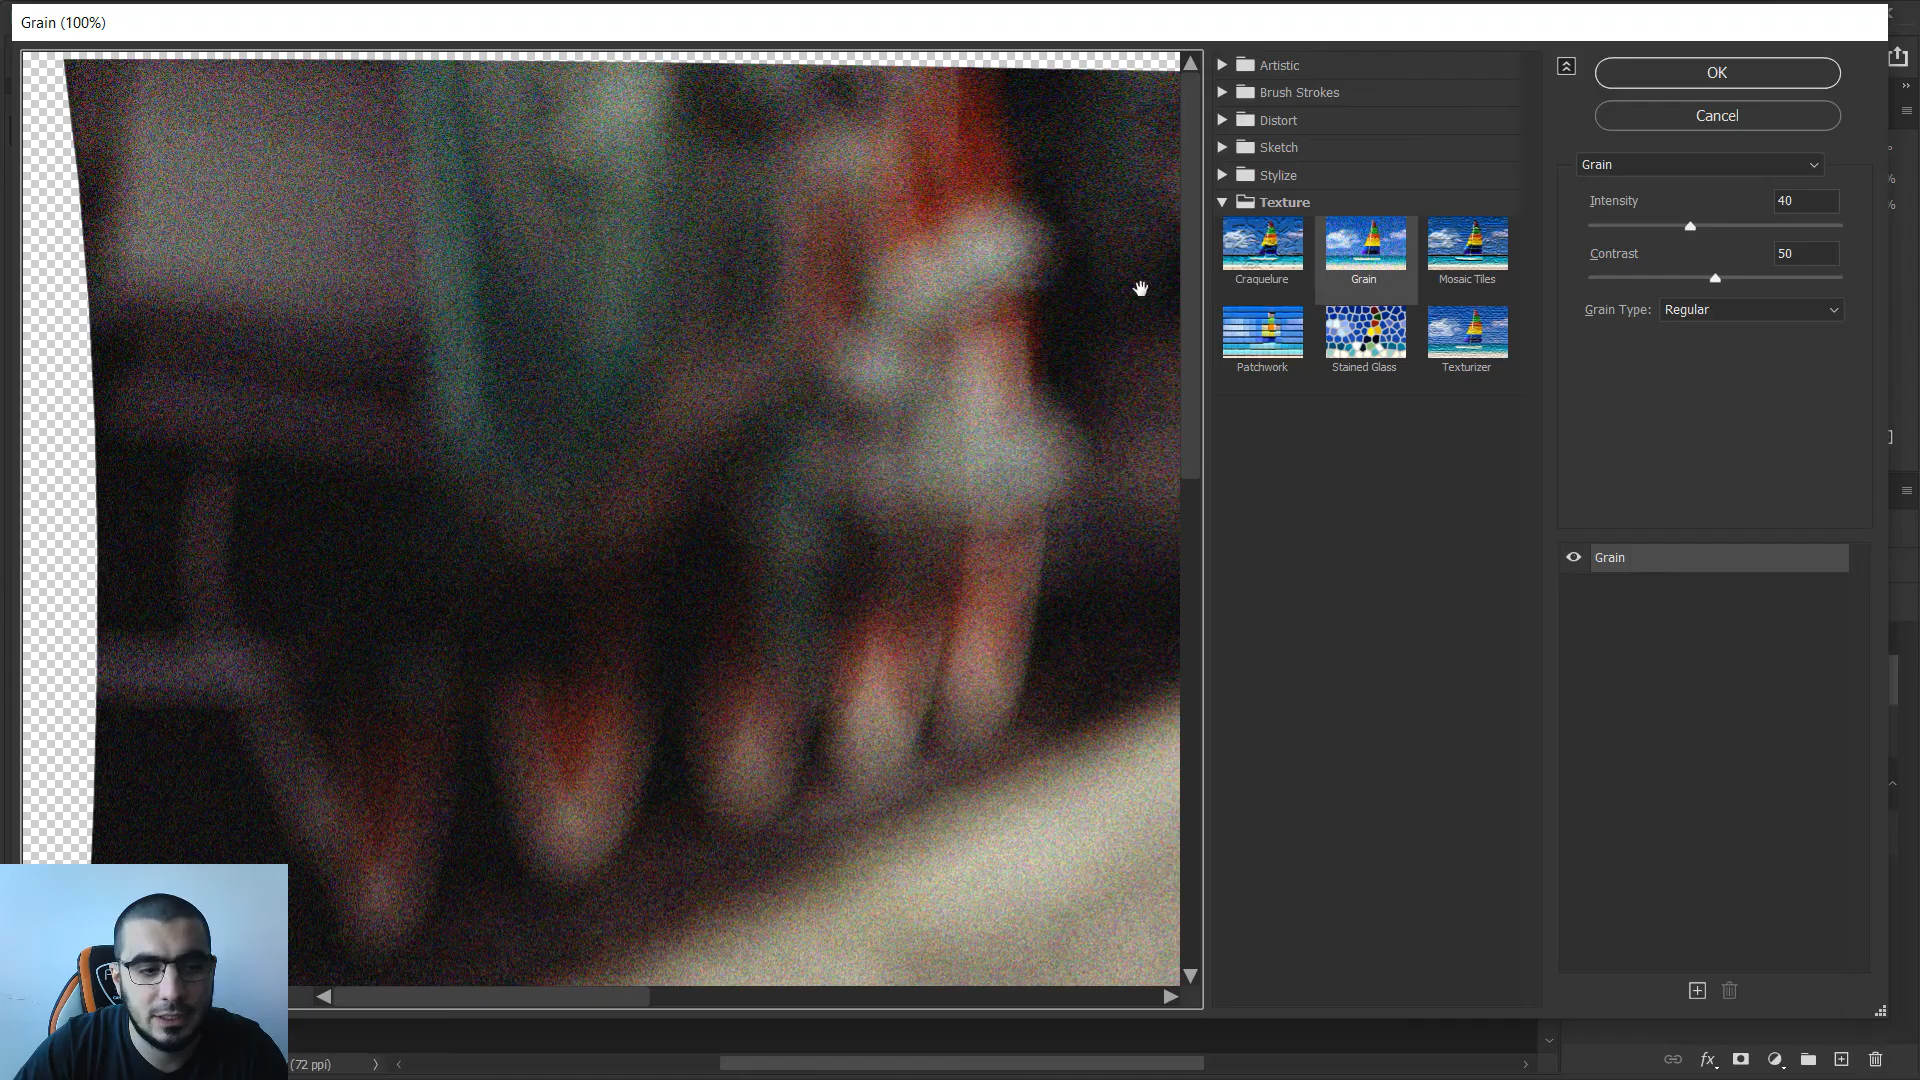 Grain (100%)
Artistic
Brush Strokes
Distort
Sketch
Stylize
Texture
Craquelure
Grain
Mosaic Tiles
Patchwork
Stained Glass
Texturizer
OK
Cancel
Grain
Intensity
40
Contrast
50
Grain Type:
Regular
Grain
(72 ppi)
fx
%
%